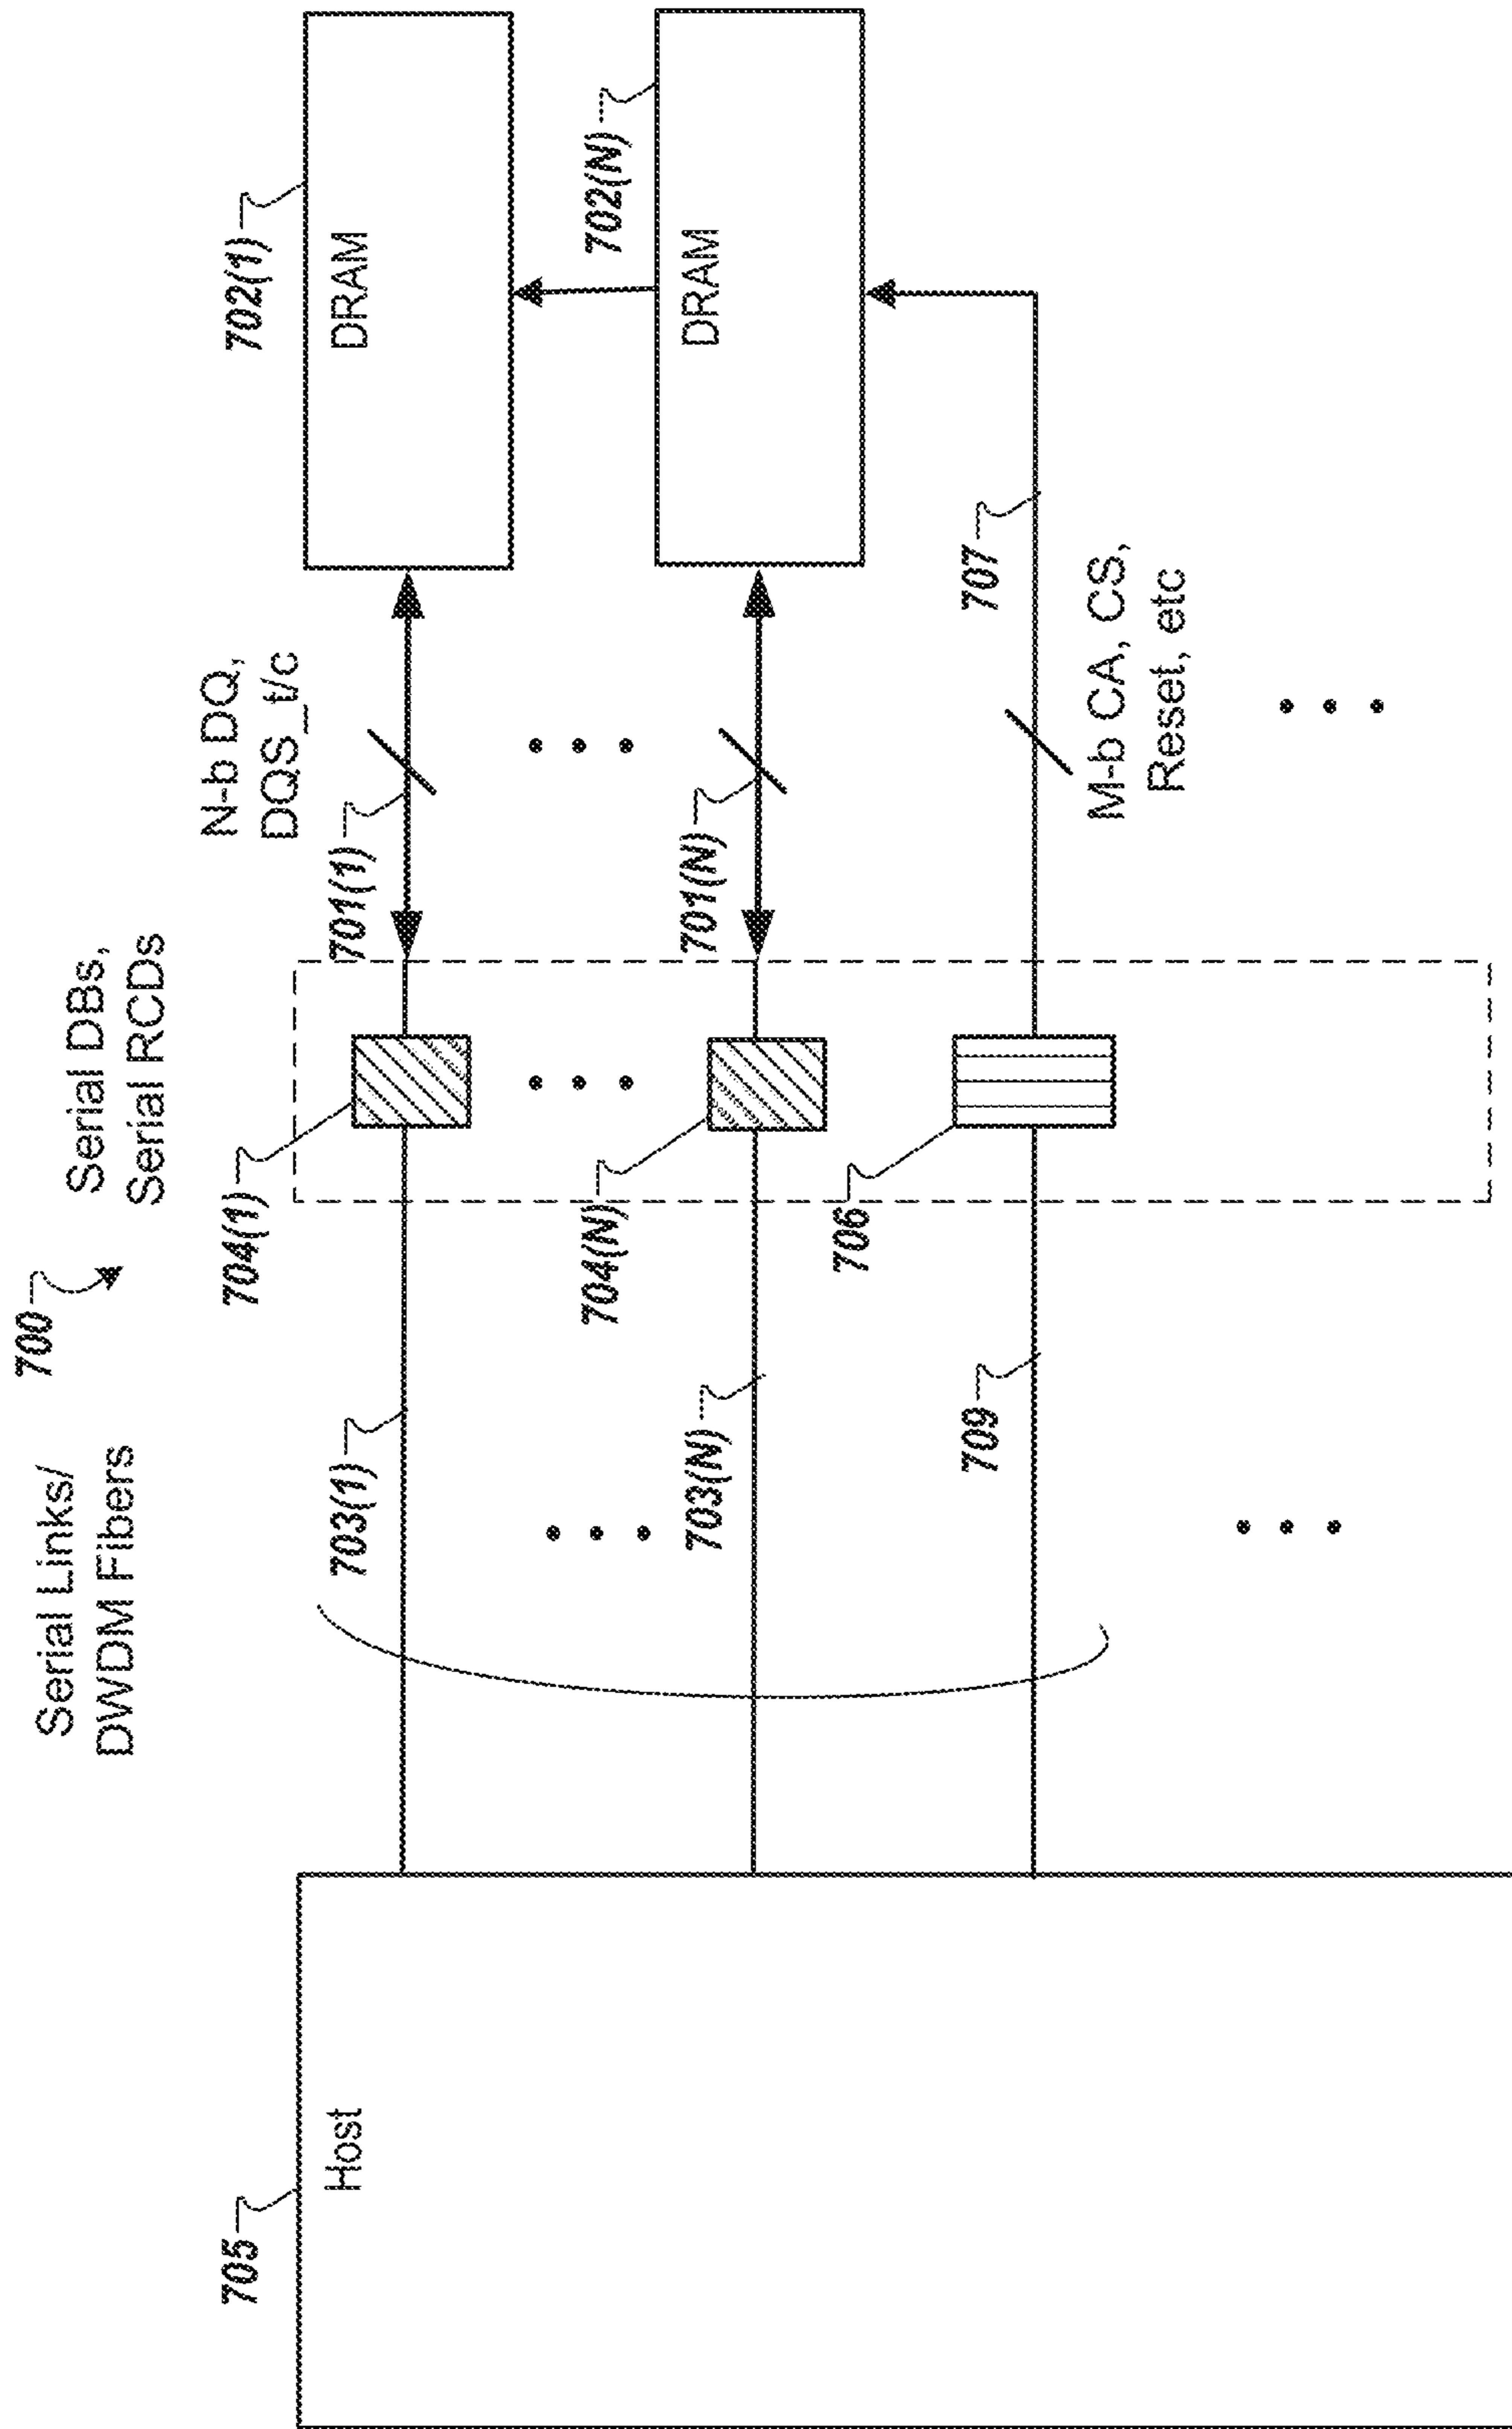 700
Serial Links/
DWDM Fibers
Serial DBs,
Serial RCDs
N-b DQ,
DQS_t/c
705
704(1)
702(1)
Host
703(1)
701(1)
DRAM
704(N)
702(N)
703(N)
701(N)
DRAM
706
709
707
M-b CA, CS,
Reset, etc